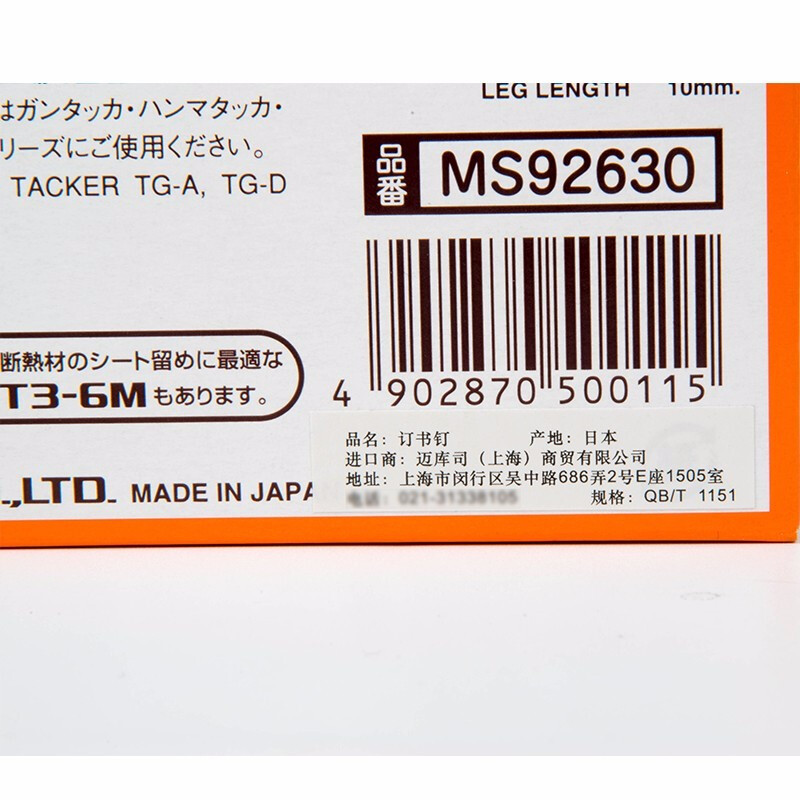 LEG LENGTH 10mm.
はガンタッカ・ハンマタッカ・
リーズにご使用ください。
TACKER TG-A, TG-D
品番 MS92630
断熱材のシート留めに最適な
T3-6Mもあります。
4 902870 500115
品名：订书钉 产地：日本
进口商：迈库司（上海）商贸有限公司
地址：上海市闵行区吴中路686弄2号E座1505室
电话：021-31338105 规格：QB/T 1151
.,LTD. MADE IN JAPA